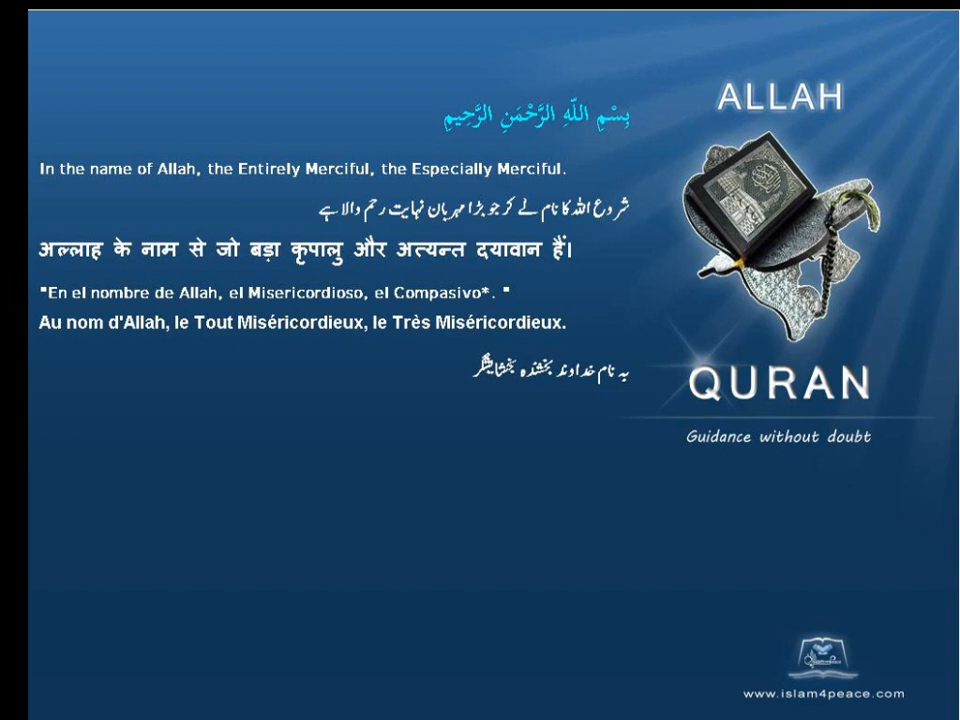 بِسْمِ اللّهِ الرَّحْمَنِ الرَّحِيمِ
In the name of Allah, the Entirely Merciful, the Especially Merciful.
شروع الله کا نام لے کر جو بڑا مہربان نہایت رحم والا ہے
अल्लाह के नाम से जो बड़ा कृपालु और अत्यन्त दयावान हैं।
"En el nombre de Allah, el Misericordioso, el Compasivo*. "
Au nom d'Allah, le Tout Miséricordieux, le Très Miséricordieux.
به نام خداوند بخشنده بخشایشگر
ALLAH
QURAN
Guidance without doubt
www.islam4peace.com